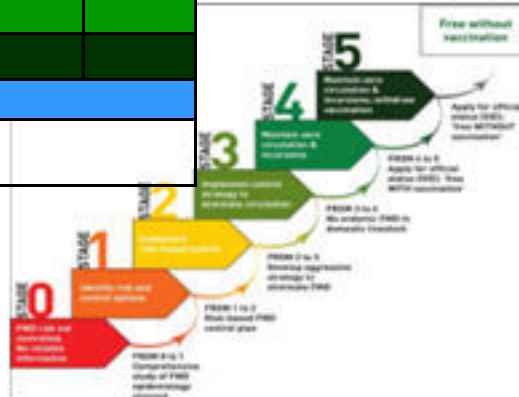 Free without
vaccination
STAGE 5
Maintain zero
circulation &
incursions, withdraw
vaccination
Apply for official
status (OIE):
'free WITHOUT
vaccination'
STAGE 4
Maintain zero
circulation &
incursions
FROM 4 to 5
Apply for official
status (OIE): 'free
WITH vaccination'
STAGE 3
Implement control
strategy to
eliminate circulation
FROM 3 to 4
No endemic FMD in
domestic livestock
STAGE 2
Implement
risk-based control
FROM 2 to 3
Develop aggressive
strategy to
eliminate FMD
STAGE 1
Identify risk and
control options
FROM 1 to 2
Risk-based FMD
control plan
STAGE 0
FMD risk not
controlled.
No reliable
information
FROM 0 to 1
Comprehensive
study of FMD
epidemiology
planned